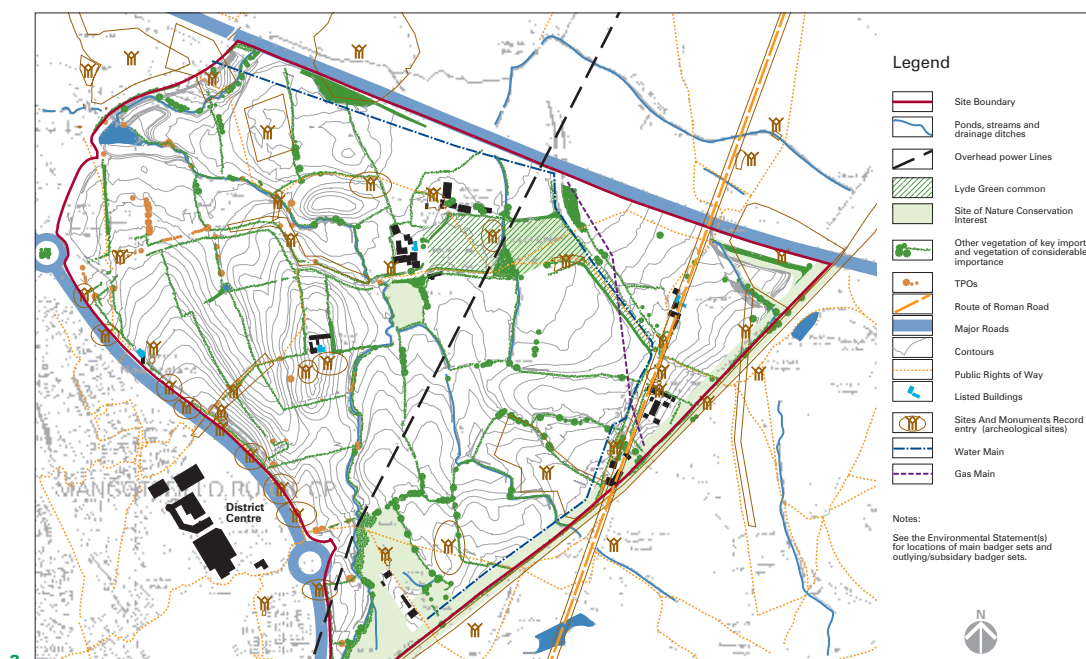 Legend
Site Boundary
Ponds, streams and
drainage ditches
Overhead power Lines
Lyde Green common
Site of Nature Conservation
Interest
Other vegetation of key import
and vegetation of considerable
importance
TPOs
Route of Roman Road
Major Roads
Contours
Public Rights of Way
Listed Buildings
Sites And Monuments Record
entry (archeological sites)
Water Main
Gas Main
Notes:
See the Environmental Statement(s)
for locations of main badger sets and
outlying/subsidiary badger sets.
N
District
Centre